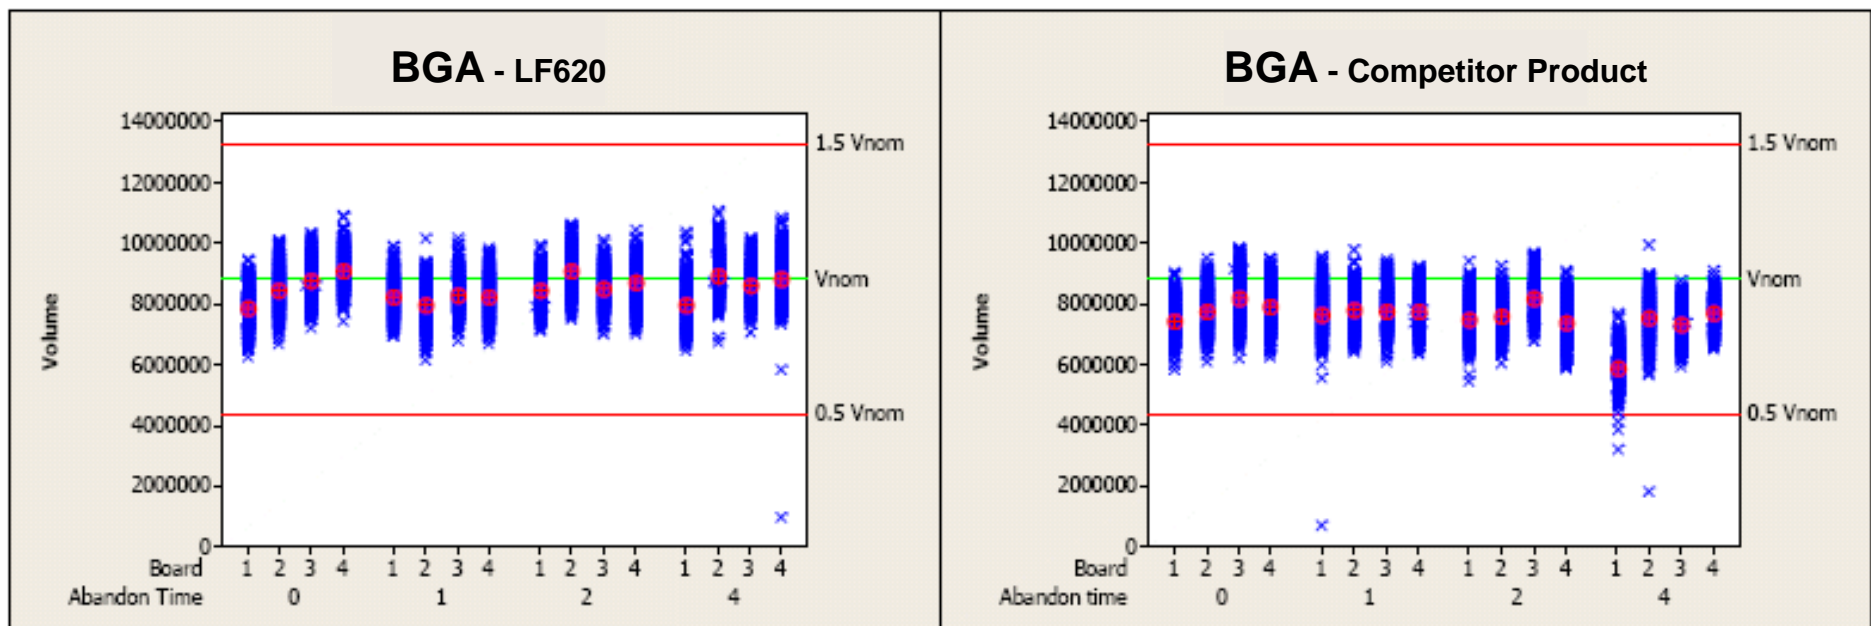 BGA - LF620
14000000
12000000
10000000
8000000
6000000
4000000
2000000
0
Volume
1.5 Vnom
Vnom
0.5 Vnom
Board 1 2 3 4 1 2 3 4 1 2 3 4 1 2 3 4
Abandon Time 0 1 2 4
BGA - Competitor Product
14000000
12000000
10000000
8000000
6000000
4000000
2000000
0
Volume
1.5 Vnom
Vnom
0.5 Vnom
Board 1 2 3 4 1 2 3 4 1 2 3 4 1 2 3 4
Abandon time 0 1 2 4